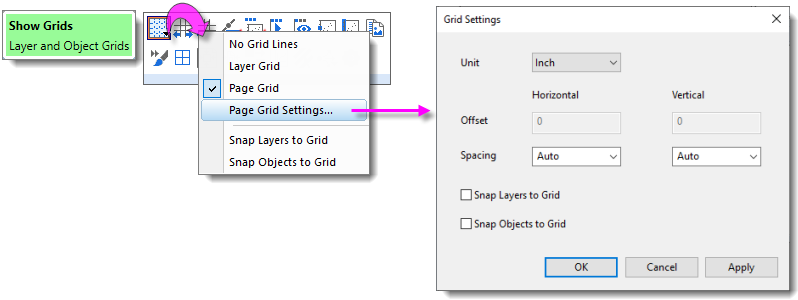 Show Grids
Layer and Object Grids
No Grid Lines
Layer Grid
Page Grid
Page Grid Settings...
Snap Layers to Grid
Snap Objects to Grid
Grid Settings
Unit Inch
Horizontal Vertical
Offset 0 0
Spacing Auto Auto
Snap Layers to Grid
Snap Objects to Grid
OK Cancel Apply